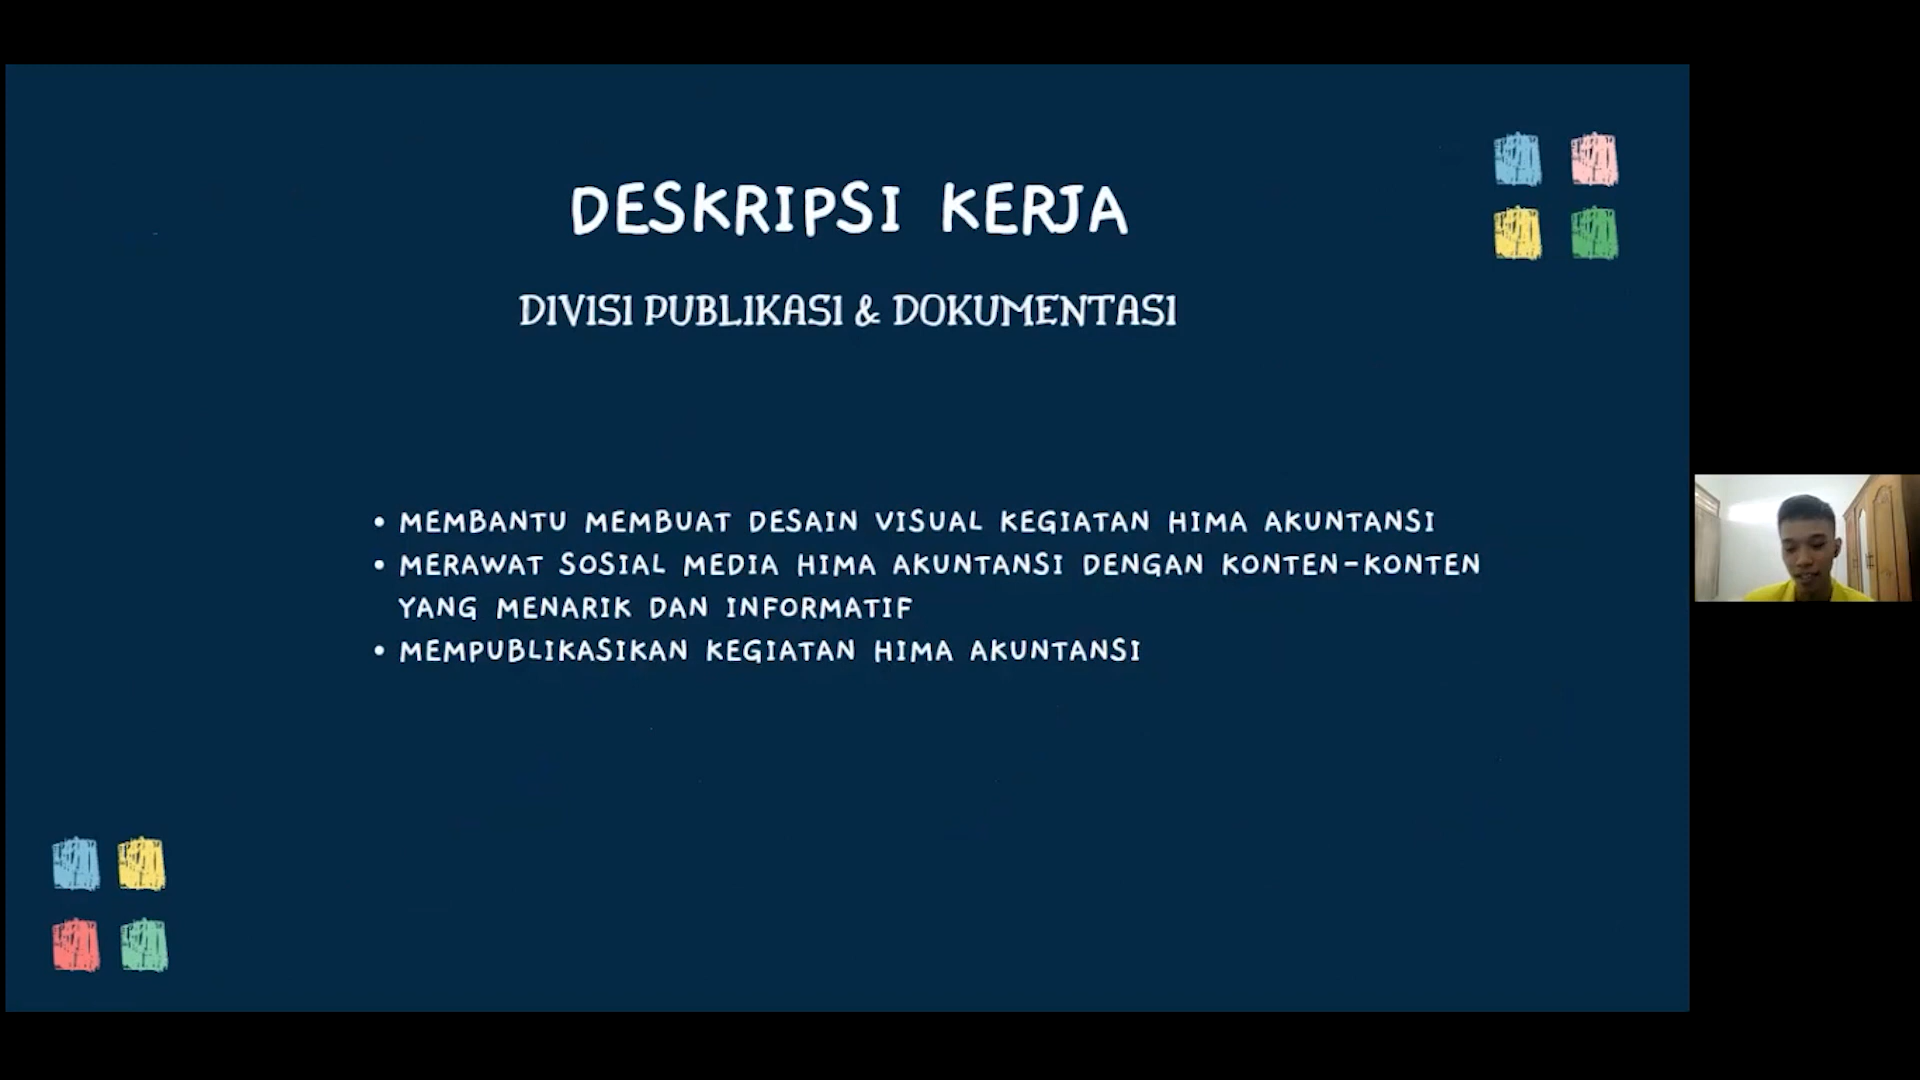 DESKRIPSI KERJA
DIVISI PUBLIKASI & DOKUMENTASI
• MEMBANTU MEMBUAT DESAIN VISUAL KEGIATAN HIMA AKUNTANSI
• MERAWAT SOSIAL MEDIA HIMA AKUNTANSI DENGAN KONTEN-KONTEN
YANG MENARIK DAN INFORMATIF
• MEMPUBLIKASIKAN KEGIATAN HIMA AKUNTANSI